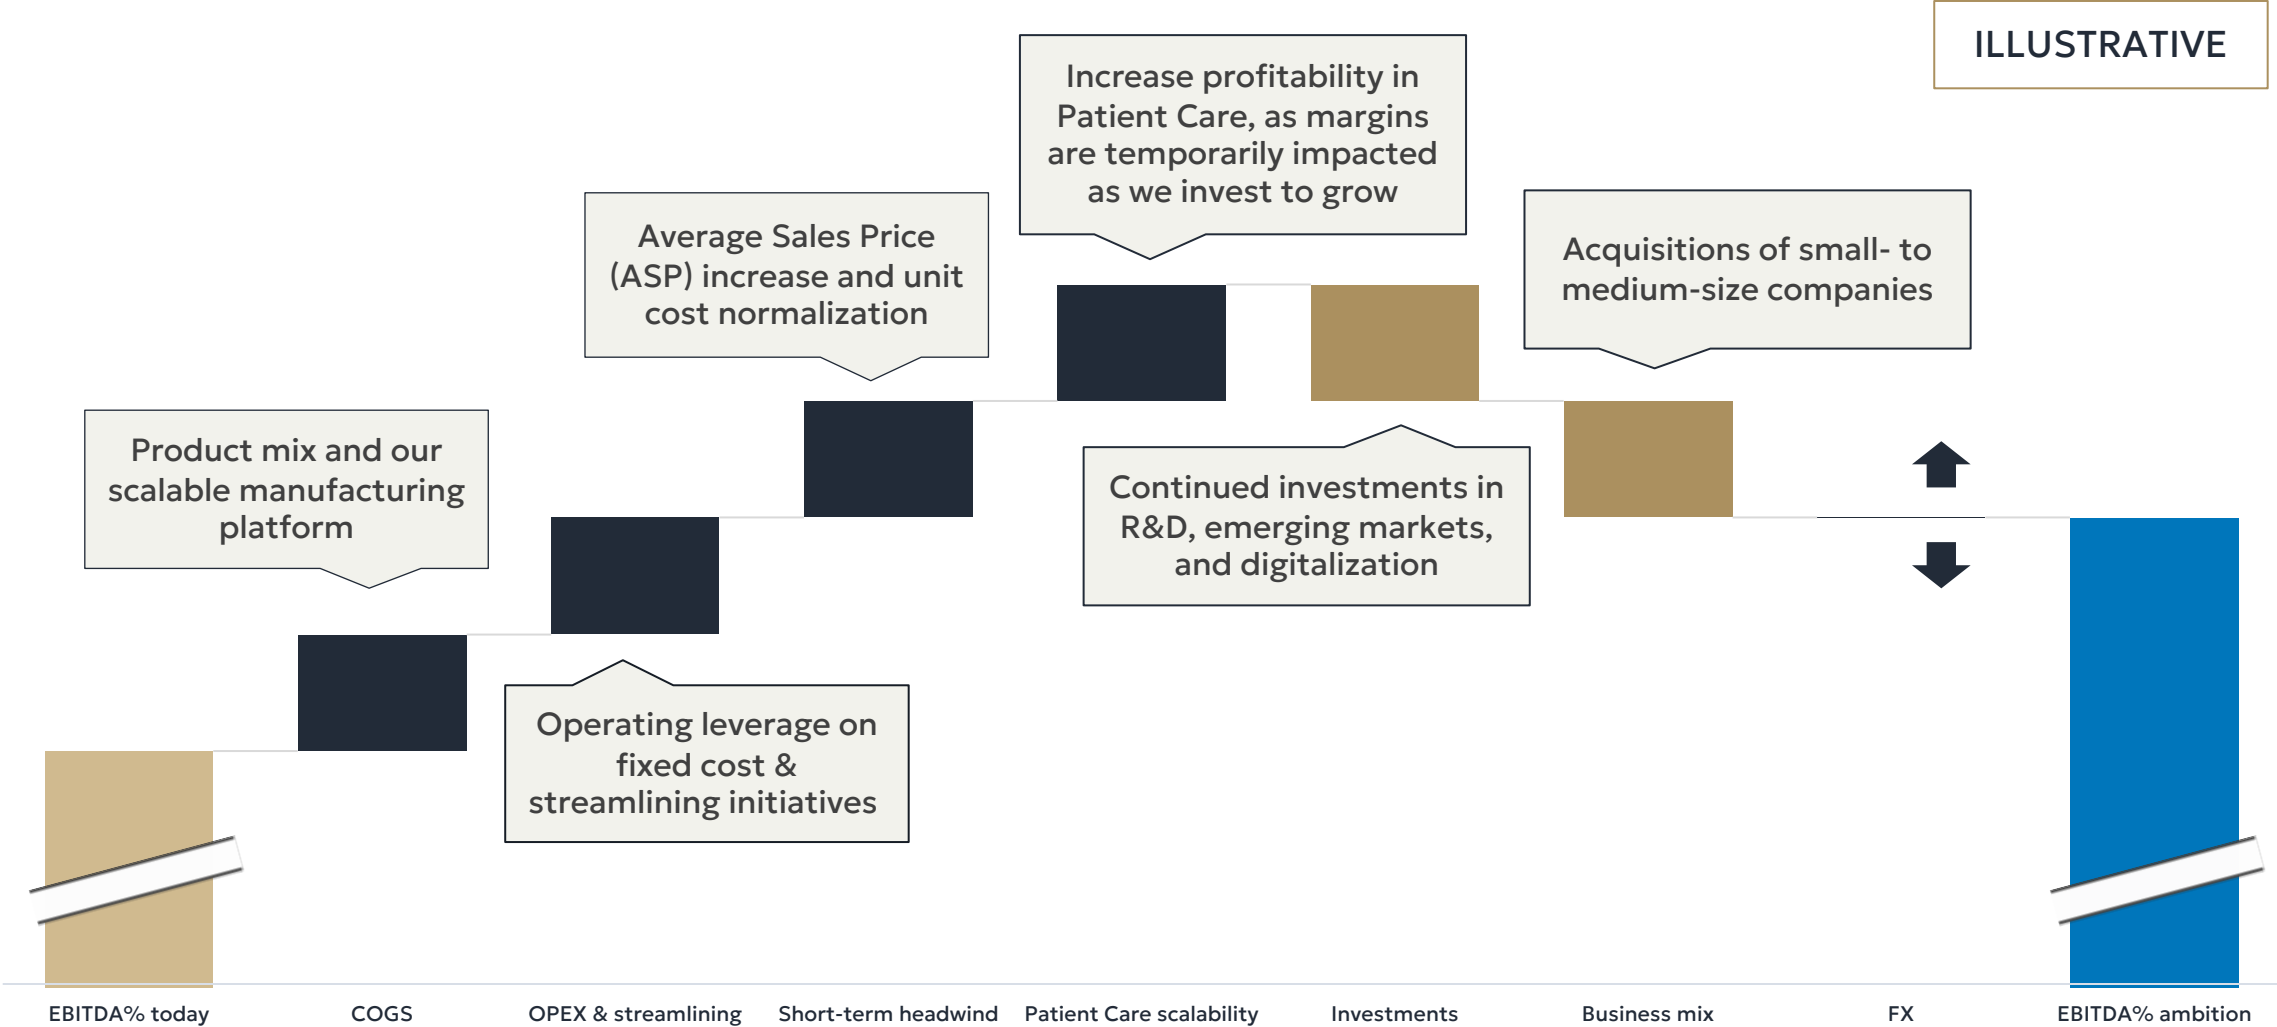 ILLUSTRATIVE
Increase profitability in
Patient Care, as margins
are temporarily impacted
as we invest to grow
Average Sales Price
(ASP) increase and unit
cost normalization
Acquisitions of small- to
medium-size companies
Product mix and our
scalable manufacturing
platform
Continued investments in
R&D, emerging markets,
and digitalization
Operating leverage on
fixed cost &
streamlining initiatives
EBITDA% today
COGS
OPEX & streamlining
Short-term headwind
Patient Care scalability
Investments
Business mix
FX
EBITDA% ambition